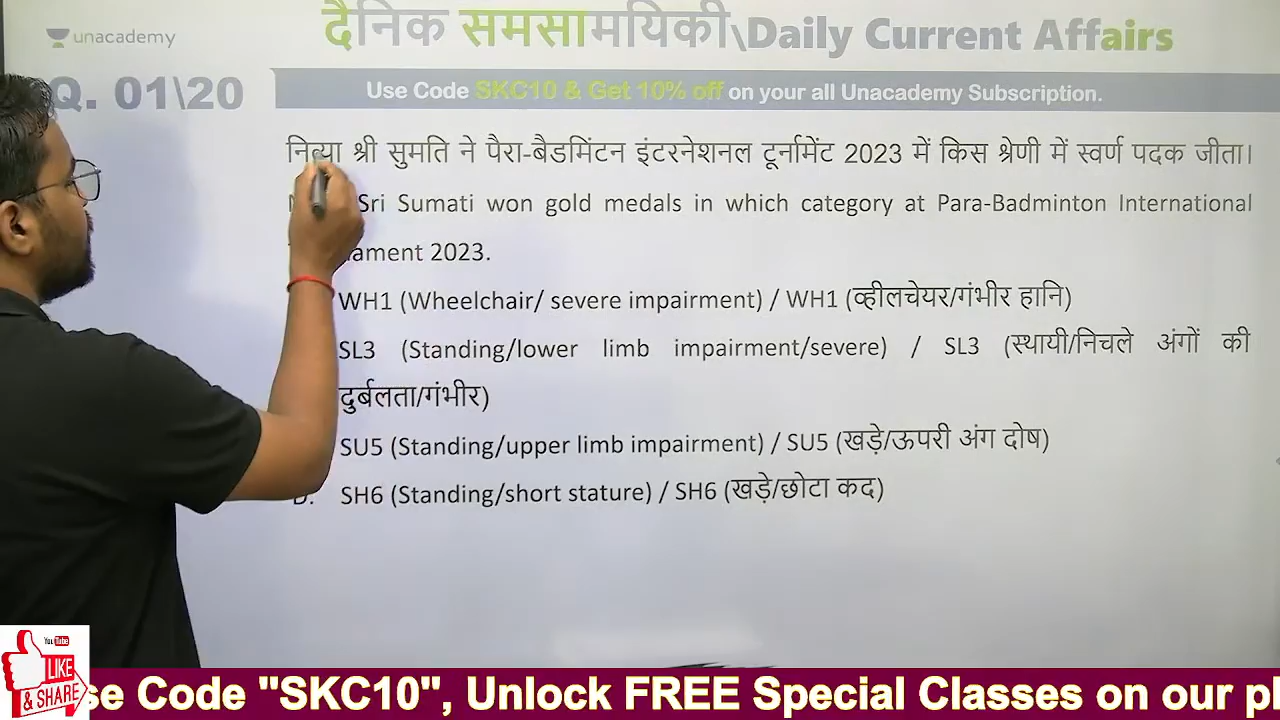 unacademy
दैनिक समसामयिकी\Daily Current Affairs
Q. 01\20
Use Code SKC10 & Get 10% off on your all Unacademy Subscription.
नित्या श्री सुमति ने पैरा-बैडमिंटन इंटरनेशनल टूर्नामेंट 2023 में किस श्रेणी में स्वर्ण पदक जीता।
Sri Sumati won gold medals in which category at Para-Badminton International
2023.
WH1 (Wheelchair/ severe impairment) / WH1 (व्हीलचेयर/गंभीर हानि)
SL3 (Standing/lower limb impairment/severe) / SL3 (स्थायी/निचले अंगों की
दुर्बलता/गंभीर)
SU5 (Standing/upper limb impairment) / SU5 (खड़े/ऊपरी अंग दोष)
D. SH6 (Standing/short stature) / SH6 (खड़े/छोटा कद)
You Tube
LIKE
& SHARE
Code "SKC10", Unlock FREE Special Classes on our